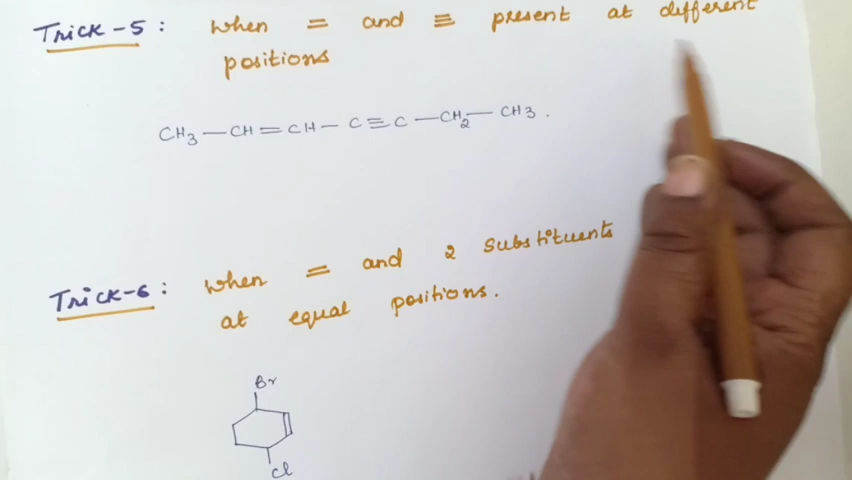 Trick-5: when = and ≡ present at different
positions
CH3—CH=CH—C≡C—CH2—CH3.
Trick-6: when = and 2 substituents
at equal positions.
Br
Cl